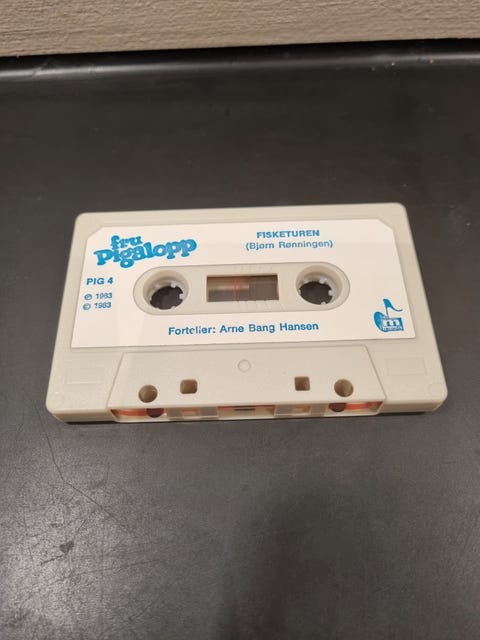 fru
Pigalopp
FISKETUREN
(Bjørn Rønningen)
PIG 4
℗ 1983
© 1983
Forteller: Arne Bang Hansen
m